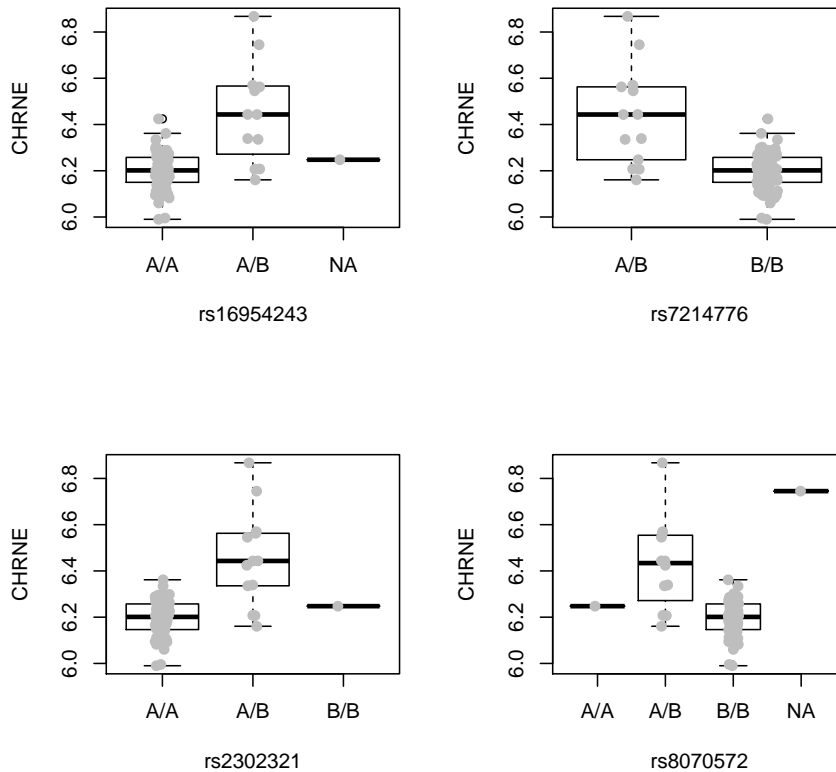 CHRNE
6.8
6.6
6.4
6.2
6.0
A/A A/B NA
rs16954243
CHRNE
6.8
6.6
6.4
6.2
6.0
A/B B/B
rs7214776
CHRNE
6.8
6.6
6.4
6.2
6.0
A/A A/B B/B
rs2302321
CHRNE
6.8
6.6
6.4
6.2
6.0
A/A A/B B/B NA
rs8070572